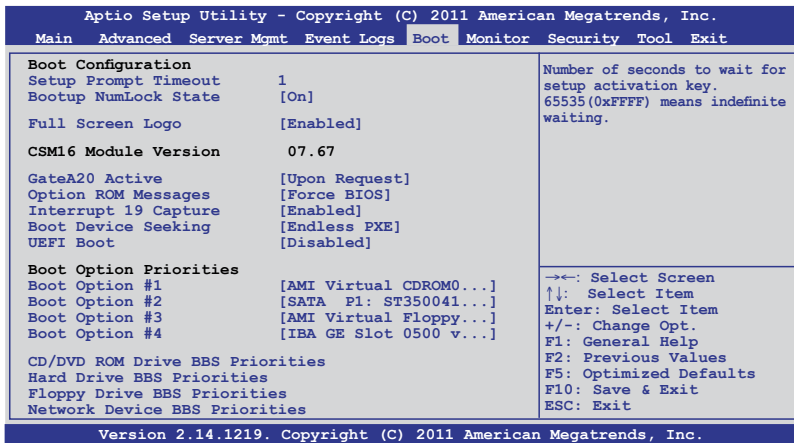 Aptio Setup Utility - Copyright (C) 2011 American Megatrends, Inc.
Main Advanced Server Mgmt Event Logs Boot Monitor Security Tool Exit
Boot Configuration
Setup Prompt Timeout 1
Bootup NumLock State [On]
Full Screen Logo [Enabled]
CSM16 Module Version 07.67
GateA20 Active [Upon Request]
Option ROM Messages [Force BIOS]
Interrupt 19 Capture [Enabled]
Boot Device Seeking [Endless PXE]
UEFI Boot [Disabled]
Boot Option Priorities
Boot Option #1 [AMI Virtual CDROM0...]
Boot Option #2 [SATA P1: ST350041...]
Boot Option #3 [AMI Virtual Floppy...]
Boot Option #4 [IBA GE Slot 0500 v...]
CD/DVD ROM Drive BBS Priorities
Hard Drive BBS Priorities
Floppy Drive BBS Priorities
Network Device BBS Priorities
Number of seconds to wait for
setup activation key.
65535(0xFFFF) means indefinite
waiting.
→←: Select Screen
↑↓: Select Item
Enter: Select Item
+/-: Change Opt.
F1: General Help
F2: Previous Values
F5: Optimized Defaults
F10: Save & Exit
ESC: Exit
Version 2.14.1219. Copyright (C) 2011 American Megatrends, Inc.